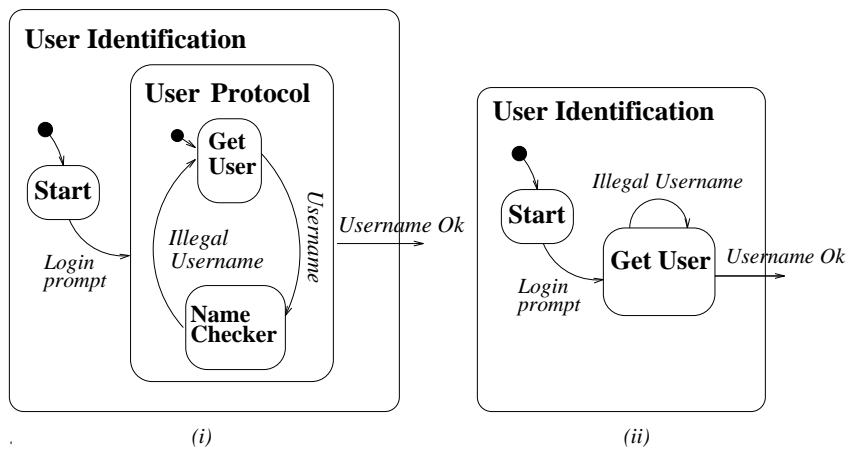 User Identification
User Protocol
Get
User
Start
Login
prompt
Illegal
Username
Username
Username Ok
Name
Checker
(i)
User Identification
Start
Illegal Username
Get User
Login
prompt
Username Ok
(ii)